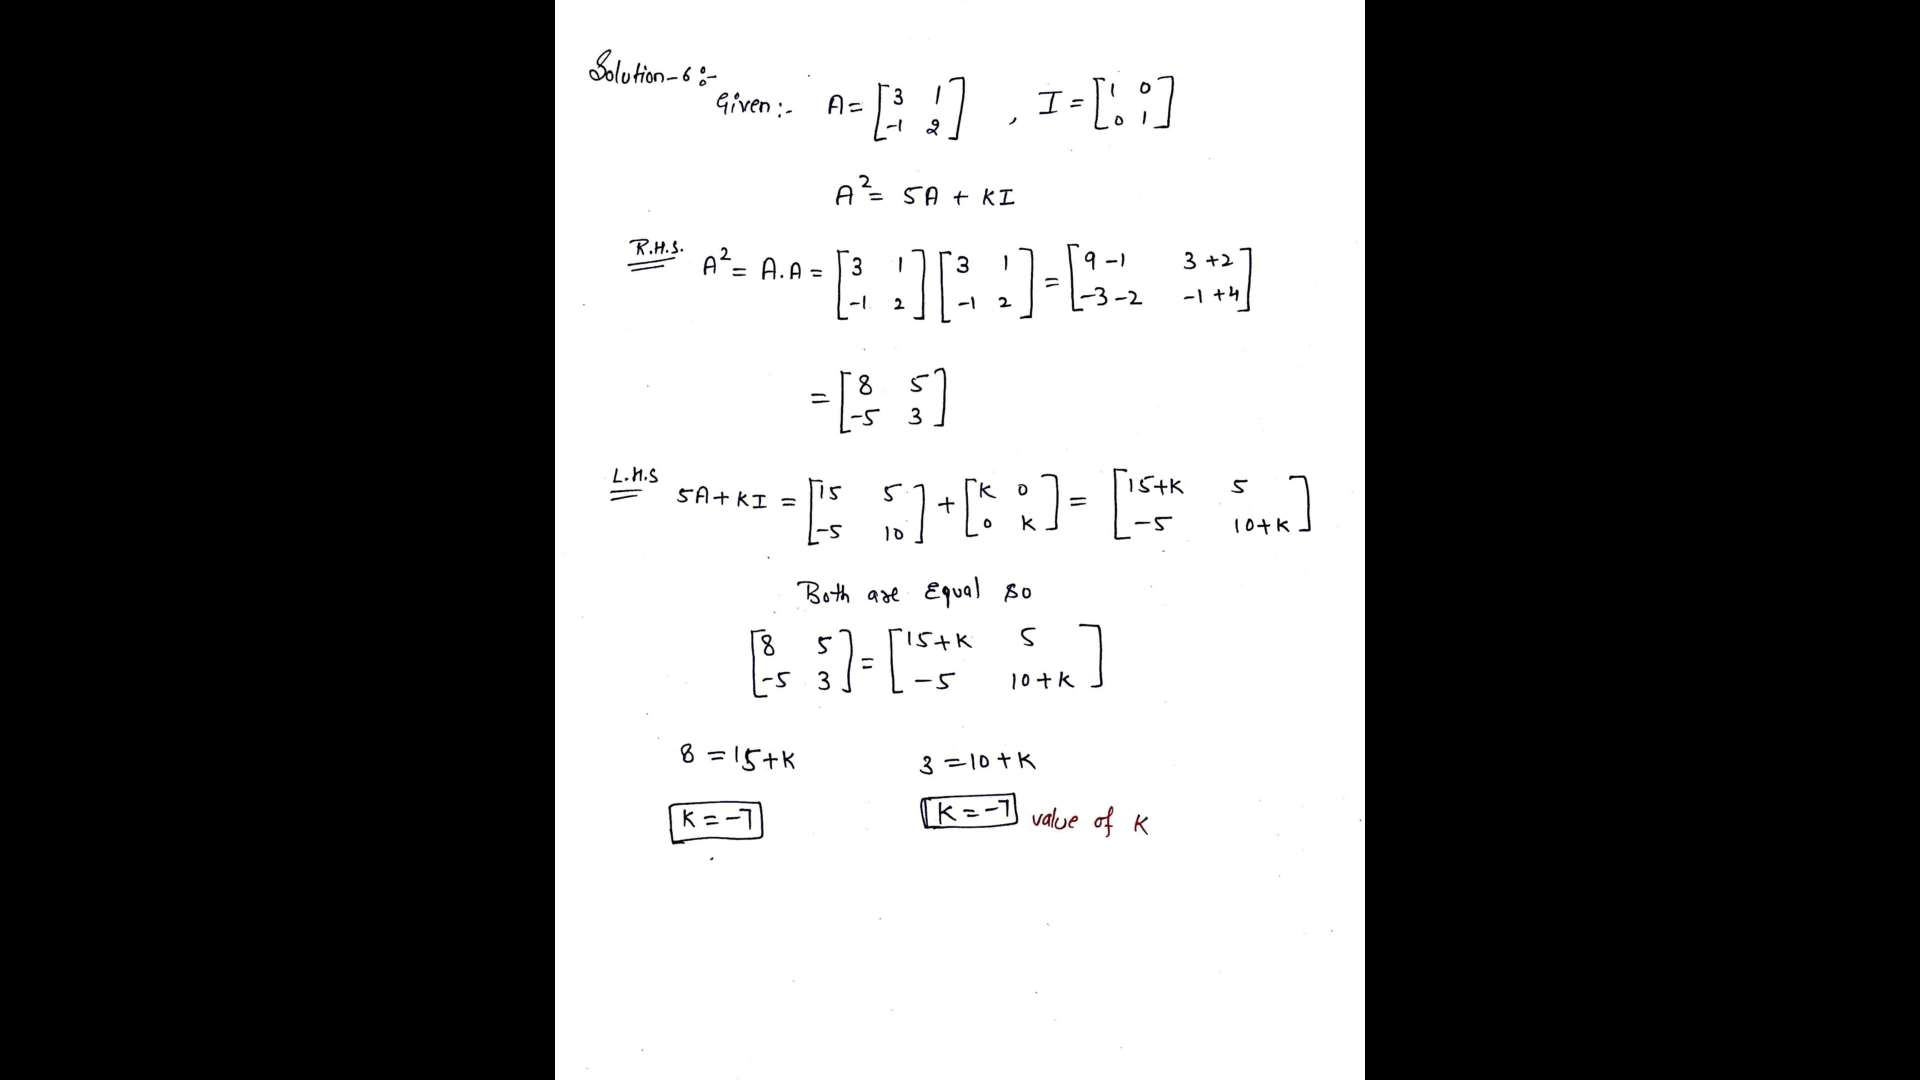 Solution-6:-
Given:- A = [3 1; -1 2] , I = [1 0; 0 1]
A² = 5A + KI
R.H.S. A² = A.A = [3 1; -1 2] [3 1; -1 2] = [9-1 3+2; -3-2 -1+4]
= [8 5; -5 3]
L.H.S 5A+KI = [15 5; -5 10] + [K 0; 0 K] = [15+K 5; -5 10+K]
Both are Equal so
[8 5; -5 3] = [15+K 5; -5 10+K]
8 = 15+K 3 = 10+K
K = -7 K = -7 value of K